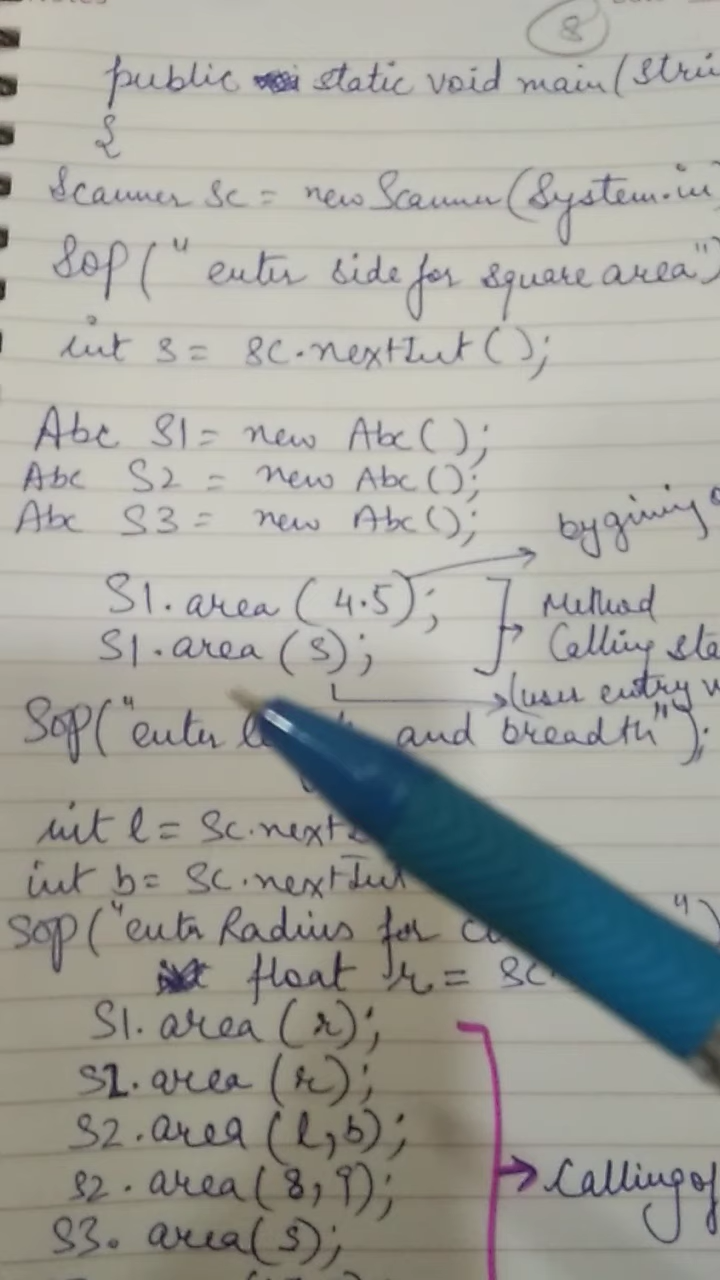 8
public static void main(Stri
{
Scanner Sc = new Scanner(System.in
Sop("enter side for square area")
int s = Sc.nextInt();
Abc S1 = new Abc();
Abc S2 = new Abc();
Abc S3 = new Abc();
by giving
S1.area(4.5); Method
S1.area(s); Calling sta
(user entry v
Sop("enter l and breadth");
int l = Sc.next
int b = Sc.nextInt
Sop("entr Radius for c ")
float r = Sc
S1.area(r);
S1.area(r);
S2.area(l,b);
S2.area(8,9);
Calling of
S3.area(s);